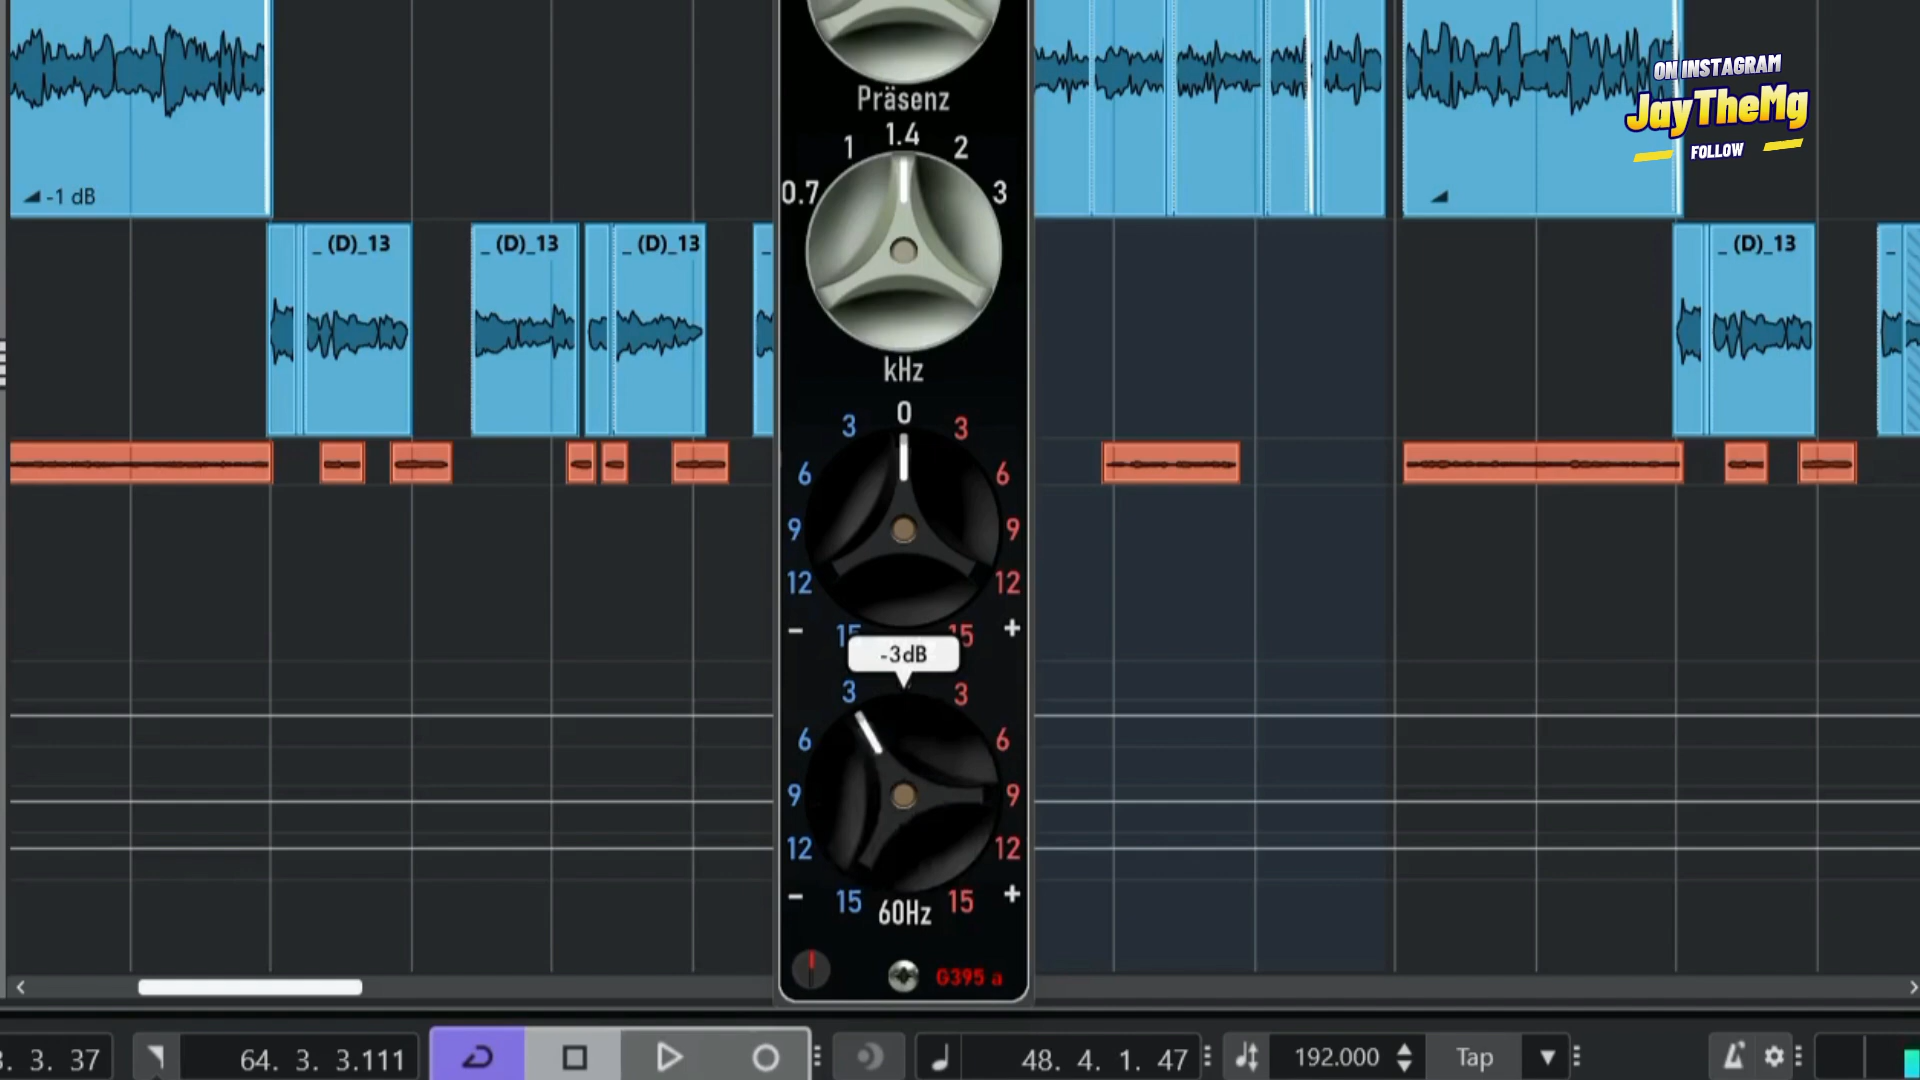 Präsenz
0.7 1 1.4 2 3
kHz
-1 dB
ON INSTAGRAM
JayTheMg
FOLLOW
_ (D)_13
_ (D)_13
_ (D)_13
_
_ (D)_13
_
0
3 3
6 6
9 9
12 12
- 15 15 +
-3dB
3 3
6 6
9 9
12 12
- 15 60Hz 15 +
G395 a
3. 3. 37
64. 3. 3.111
48. 4. 1. 47
192.000
Tap